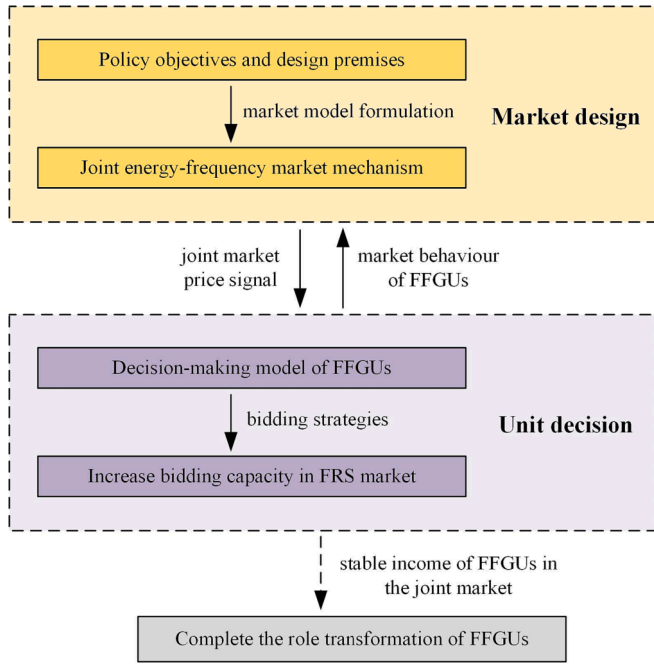 Policy objectives and design premises
market model formulation
Market design
Joint energy-frequency market mechanism
joint market
price signal
market behaviour
of FFGUs
Decision-making model of FFGUs
bidding strategies
Unit decision
Increase bidding capacity in FRS market
stable income of FFGUs in
the joint market
Complete the role transformation of FFGUs